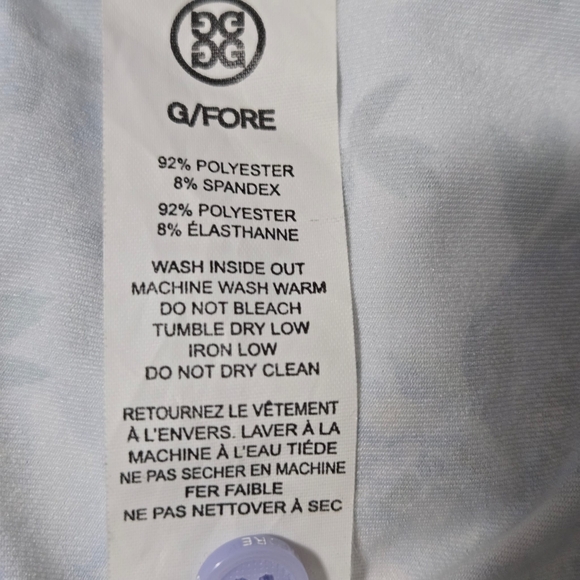 G/FORE
92% POLYESTER
8% SPANDEX
92% POLYESTER
8% ÉLASTHANNE
WASH INSIDE OUT
MACHINE WASH WARM
DO NOT BLEACH
TUMBLE DRY LOW
IRON LOW
DO NOT DRY CLEAN
RETOURNEZ LE VÊTEMENT
À L'ENVERS. LAVER À LA
MACHINE À L'EAU TIÉDE
NE PAS SECHER EN MACHINE
FER FAIBLE
NE PAS NETTOVER À SEC